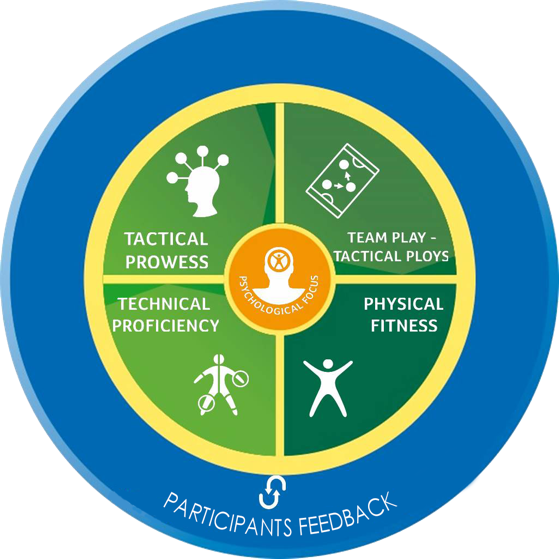 TACTICAL
PROWESS
TEAM PLAY -
TACTICAL PLOYS
PSYCHOLOGICAL FOCUS
TECHNICAL
PROFICIENCY
PHYSICAL
FITNESS
PARTICIPANTS FEEDBACK